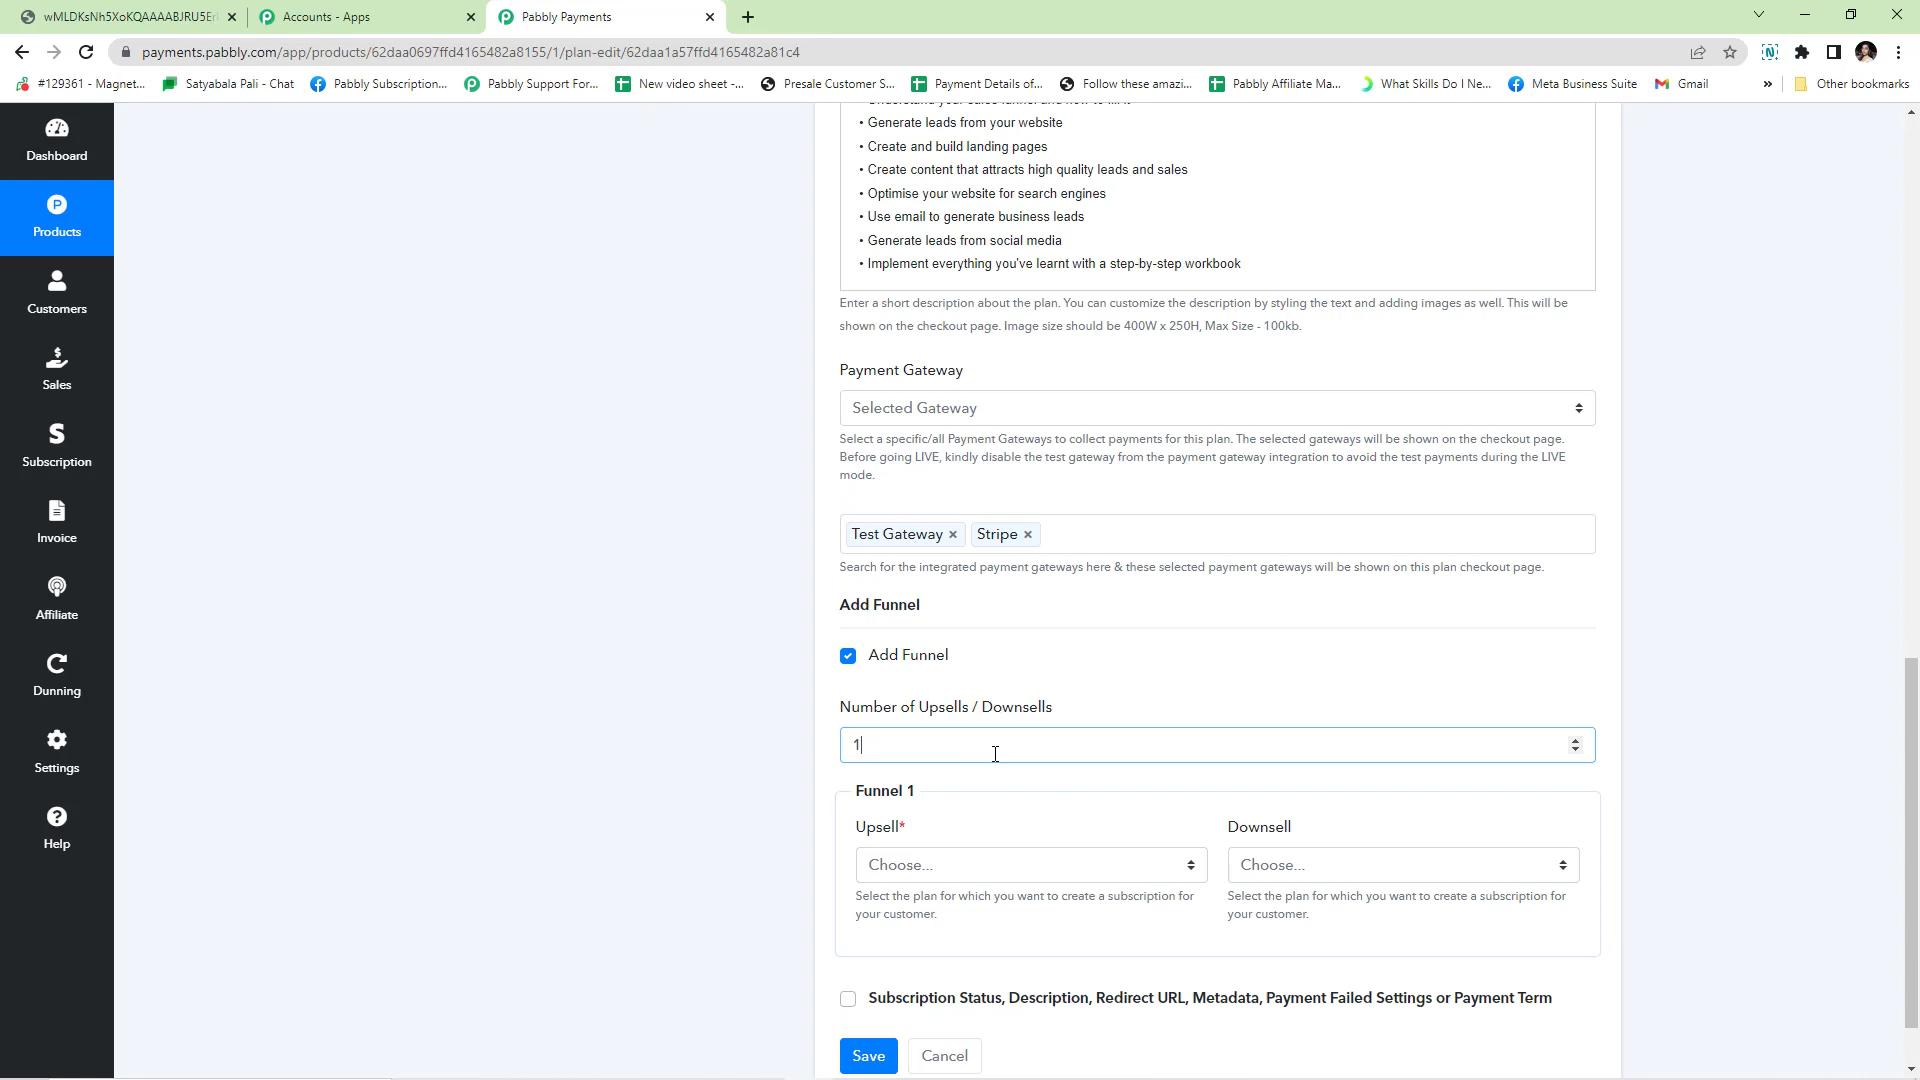 wMLDKsNh5XoKQAAAABJRU5Er
Accounts - Apps
Pabbly Payments
payments.pabbly.com/app/products/62daa0697ffd4165482a8155/1/plan-edit/62daa1a57ffd4165482a81c4
#129361 - Magnet...
Satyabala Pali - Chat
Pabbly Subscription...
Pabbly Support For...
New video sheet -...
Presale Customer S...
Payment Details of...
Follow these amazi...
Pabbly Affiliate Ma...
What Skills Do I Ne...
Meta Business Suite
Gmail
»
Other bookmarks
Dashboard
Products
Customers
Sales
Subscription
Invoice
Affiliate
Dunning
Settings
Help
• Generate leads from your website
• Create and build landing pages
• Create content that attracts high quality leads and sales
• Optimise your website for search engines
• Use email to generate business leads
• Generate leads from social media
• Implement everything you've learnt with a step-by-step workbook
Enter a short description about the plan. You can customize the description by styling the text and adding images as well. This will be
shown on the checkout page. Image size should be 400W x 250H, Max Size - 100kb.
Payment Gateway
Selected Gateway
Select a specific/all Payment Gateways to collect payments for this plan. The selected gateways will be shown on the checkout page.
Before going LIVE, kindly disable the test gateway from the payment gateway integration to avoid the test payments during the LIVE
mode.
Test Gateway × Stripe ×
Search for the integrated payment gateways here & these selected payment gateways will be shown on this plan checkout page.
Add Funnel
Add Funnel
Number of Upsells / Downsells
1
Funnel 1
Upsell*
Choose...
Select the plan for which you want to create a subscription for
your customer.
Downsell
Choose...
Select the plan for which you want to create a subscription for
your customer.
Subscription Status, Description, Redirect URL, Metadata, Payment Failed Settings or Payment Term
Save
Cancel